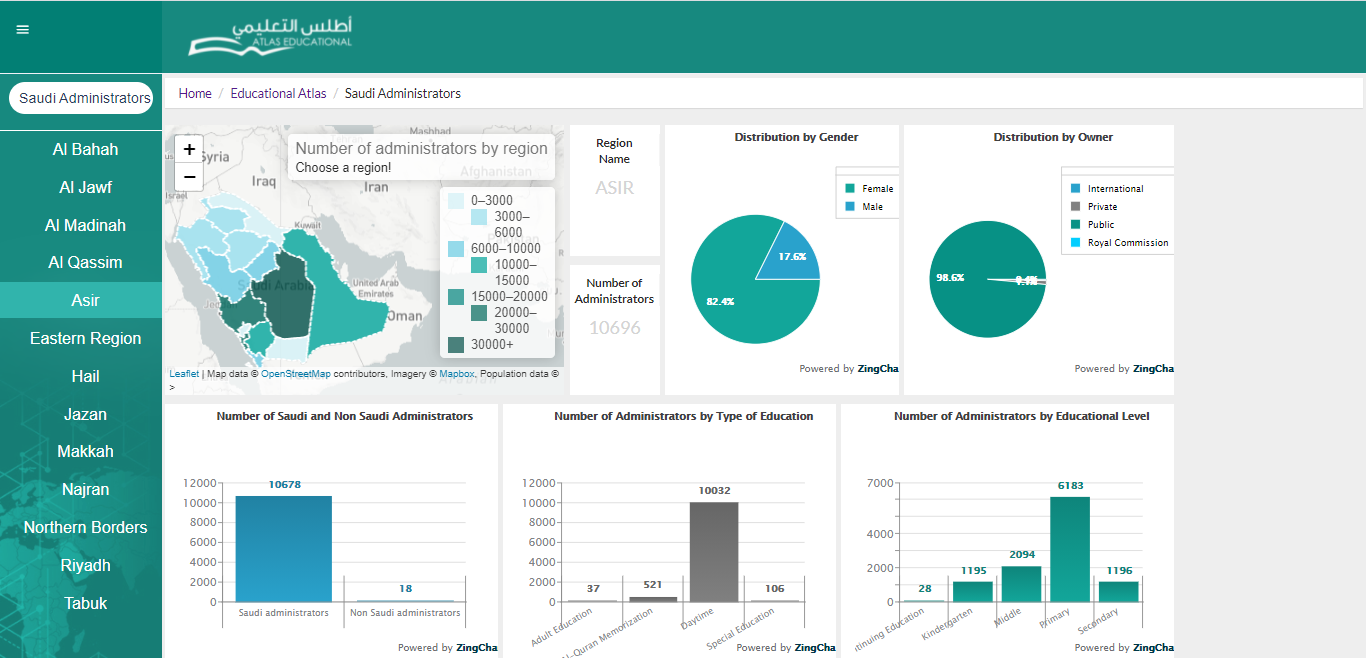 أطلس التعليمي
ATLAS EDUCATIONAL
Saudi Administrators
Al Bahah
Al Jawf
Al Madinah
Al Qassim
Asir
Eastern Region
Hail
Jazan
Makkah
Najran
Northern Borders
Riyadh
Tabuk
Home / Educational Atlas / Saudi Administrators
+
−
Number of administrators by region
Choose a region!
Mashhad
Syria
Iraq
Iran
Afghanistan
Israel
Kuwait
Saudi Arabia
United Arab
Emirates
Oman
0–3000
3000–
6000
6000–10000
10000–
15000
15000–20000
20000–
30000
30000+
Leaflet | Map data © OpenStreetMap contributors, Imagery © Mapbox, Population data ©
>
Region
Name
ASIR
Number of
Administrators
10696
Distribution by Gender
Female
Male
17.6%
82.4%
Powered by ZingCha
Distribution by Owner
International
Private
Public
Royal Commission
98.6%
Powered by ZingCha
Number of Saudi and Non Saudi Administrators
12000
10000
8000
6000
4000
2000
0
10678
18
Saudi administrators
Non Saudi administrators
Powered by ZingCha
Number of Administrators by Type of Education
12000
10000
8000
6000
4000
2000
0
37
521
10032
106
Adult Education
Al-Quran Memorization
Daytime
Special Education
Powered by ZingCha
Number of Administrators by Educational Level
7000
4000
2000
0
28
1195
2094
6183
1196
ntinuing Education
Kindergarten
Middle
Primary
Secondary
Powered by ZingCha